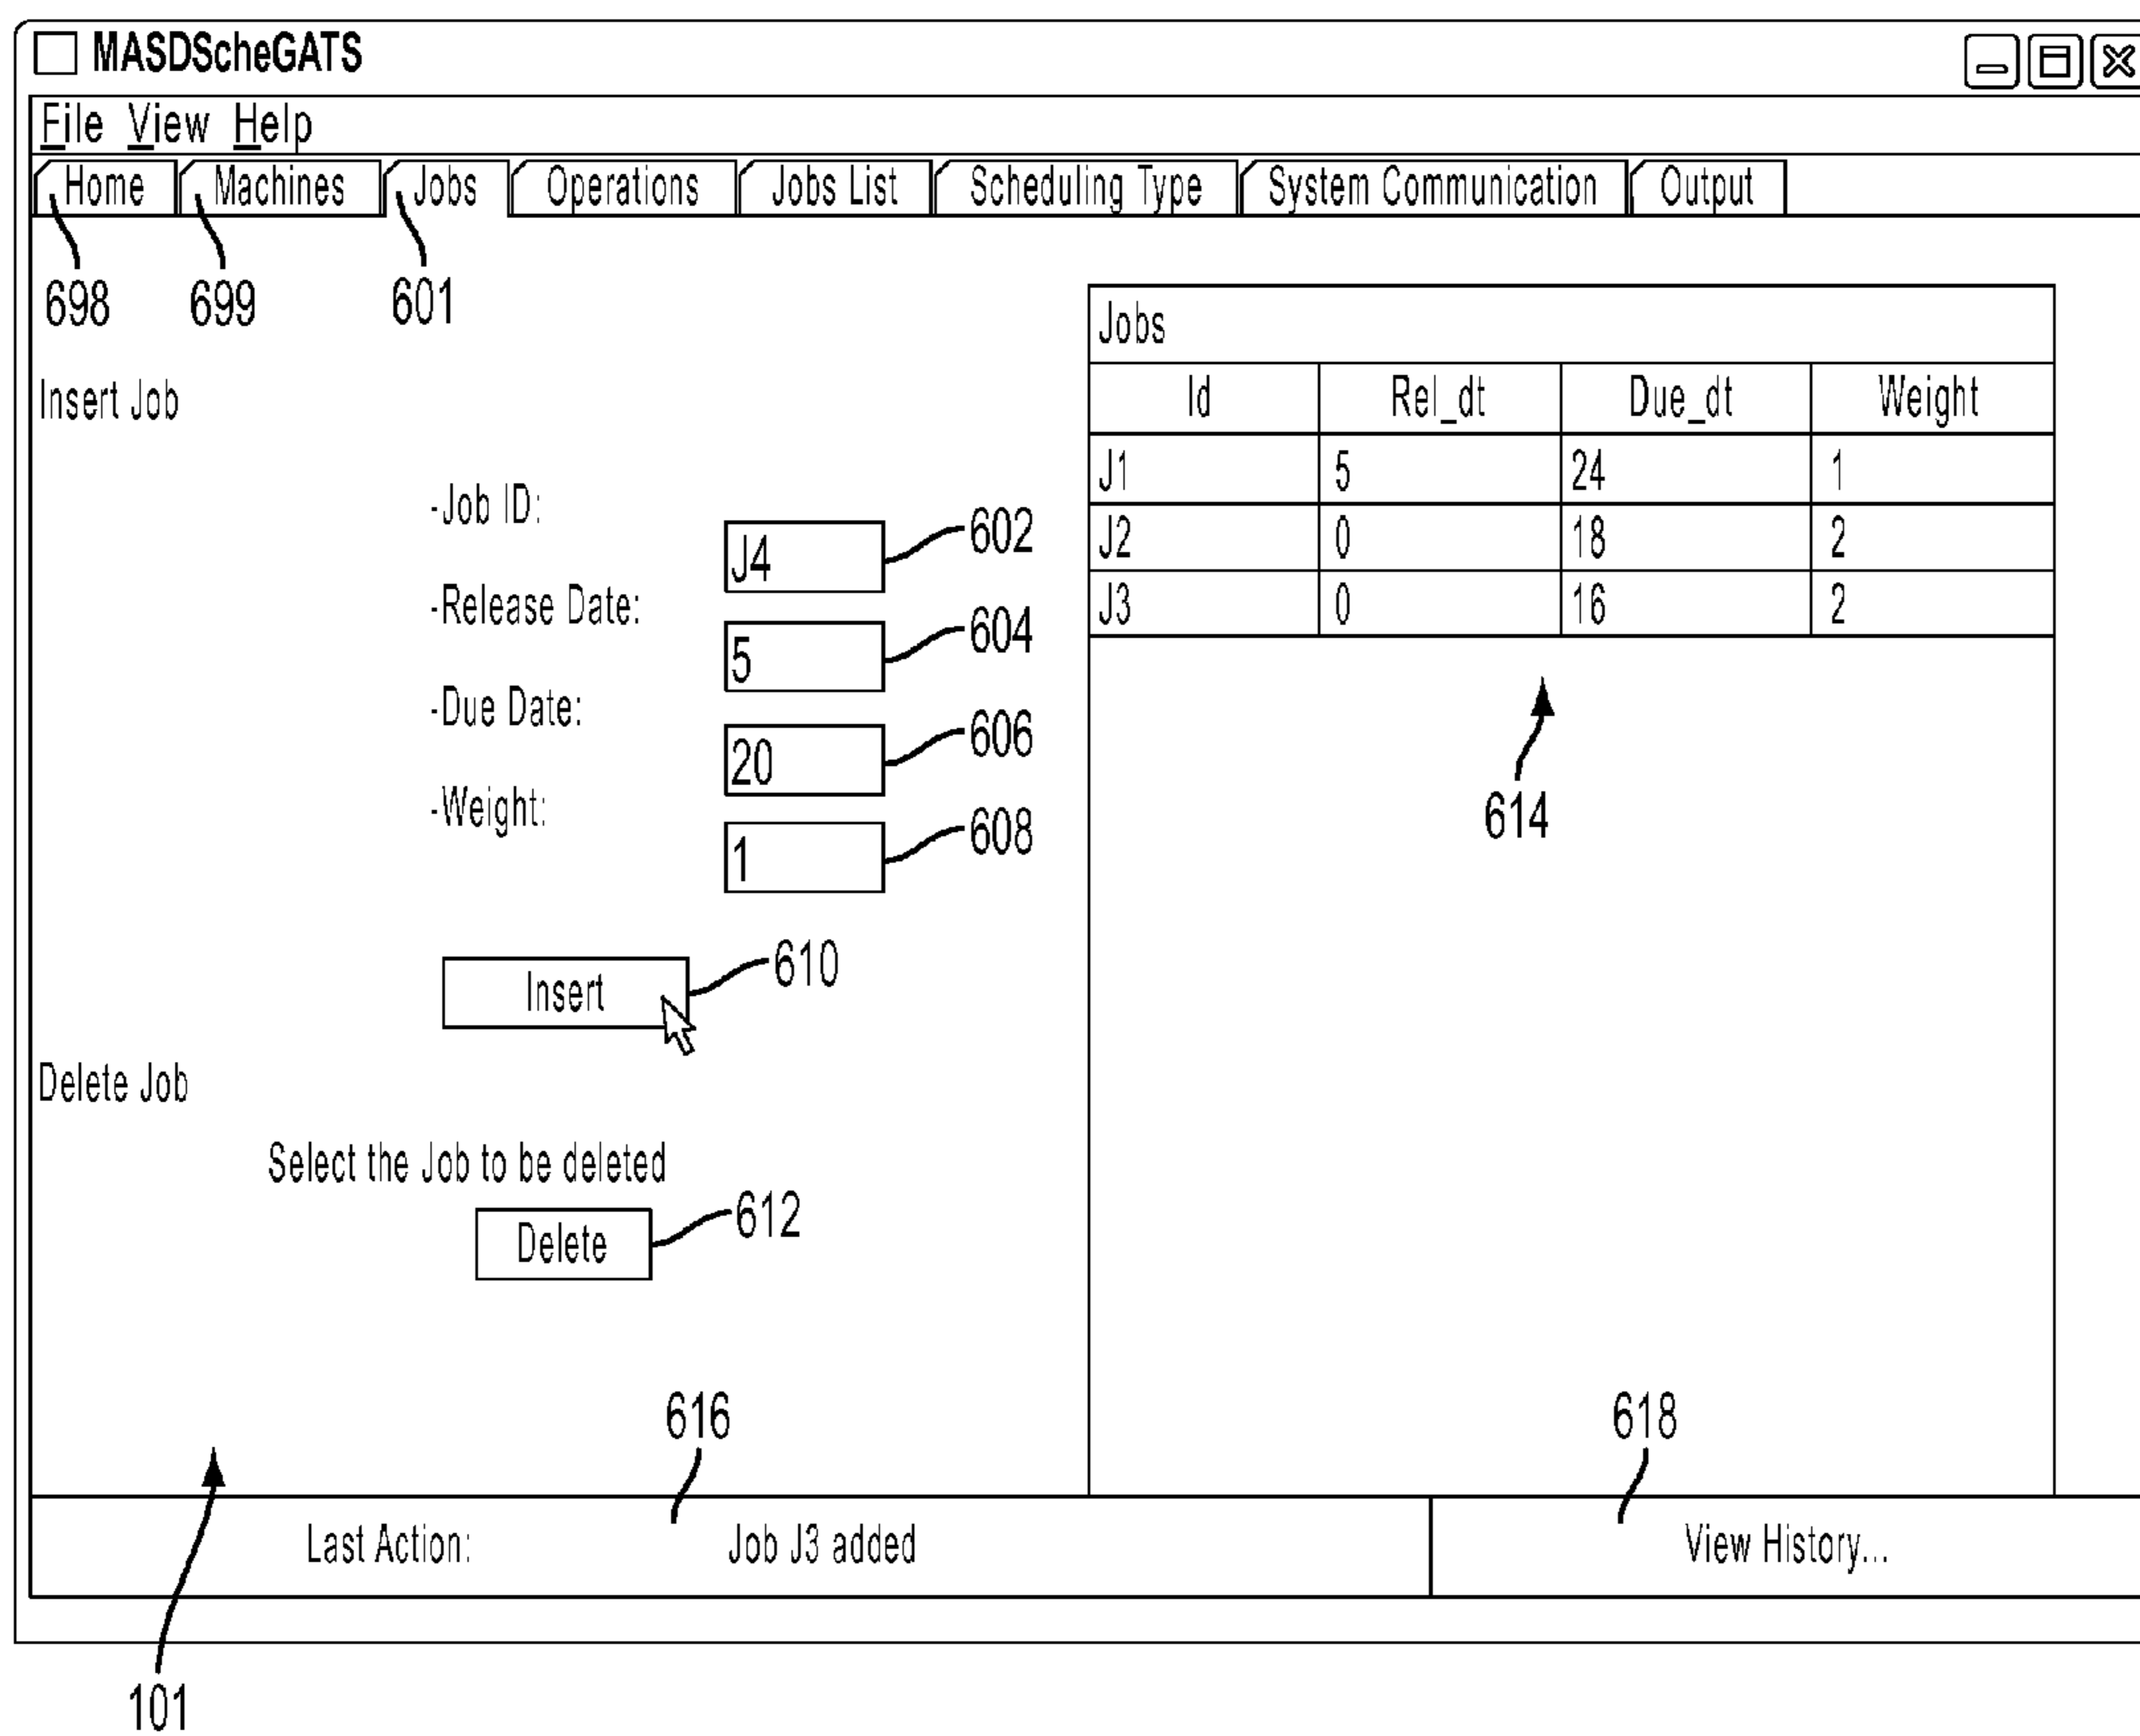 MASDScheGATS
File View Help
Home Machines Jobs Operations Jobs List Scheduling Type System Communication Output
698 699 601
Insert Job
-Job ID:
J4
602
-Release Date:
5
604
-Due Date:
20
606
-Weight:
1
608
Insert
610
Delete Job
Select the Job to be deleted
Delete
612
Jobs
Id Rel_dt Due_dt Weight
J1 5 24 1
J2 0 18 2
J3 0 16 2
614
616
618
Last Action: Job J3 added View History...
101